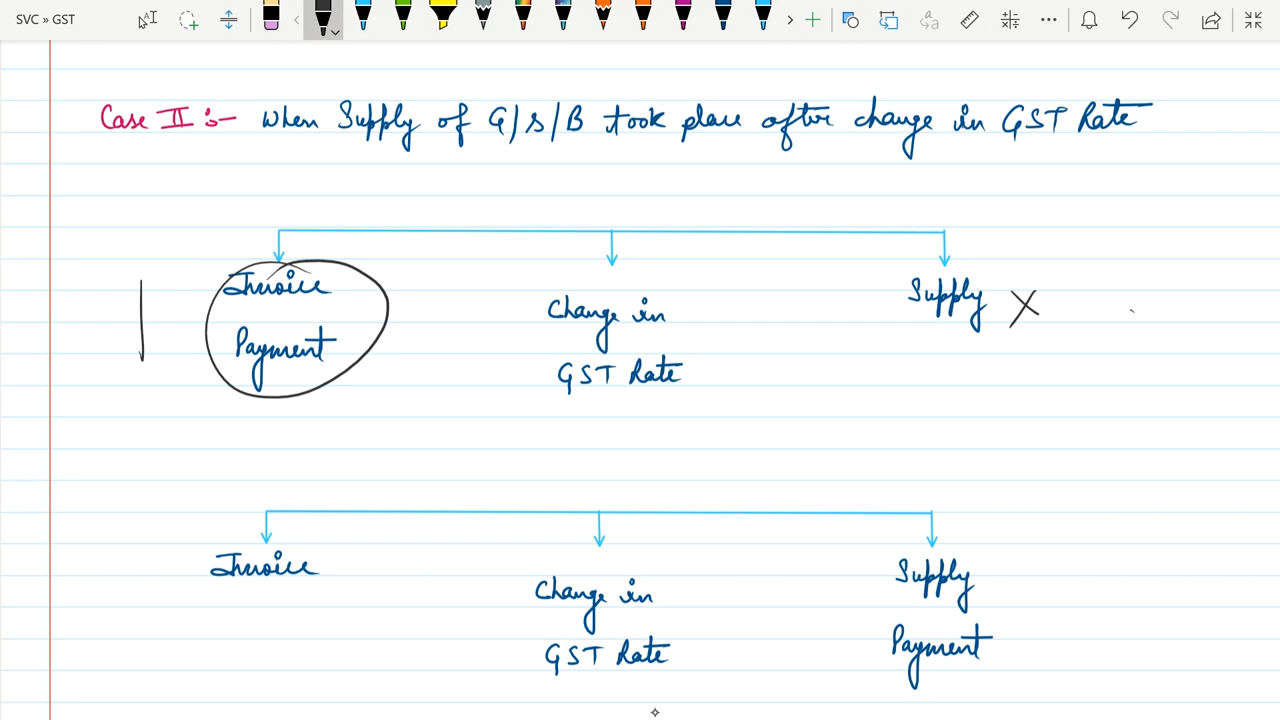 SVC » GST
Case II :- When Supply of G/S/B took place after change in GST Rate
Invoice
Payment
Change in
GST Rate
Supply X
Invoice
Change in
GST Rate
Supply
Payment